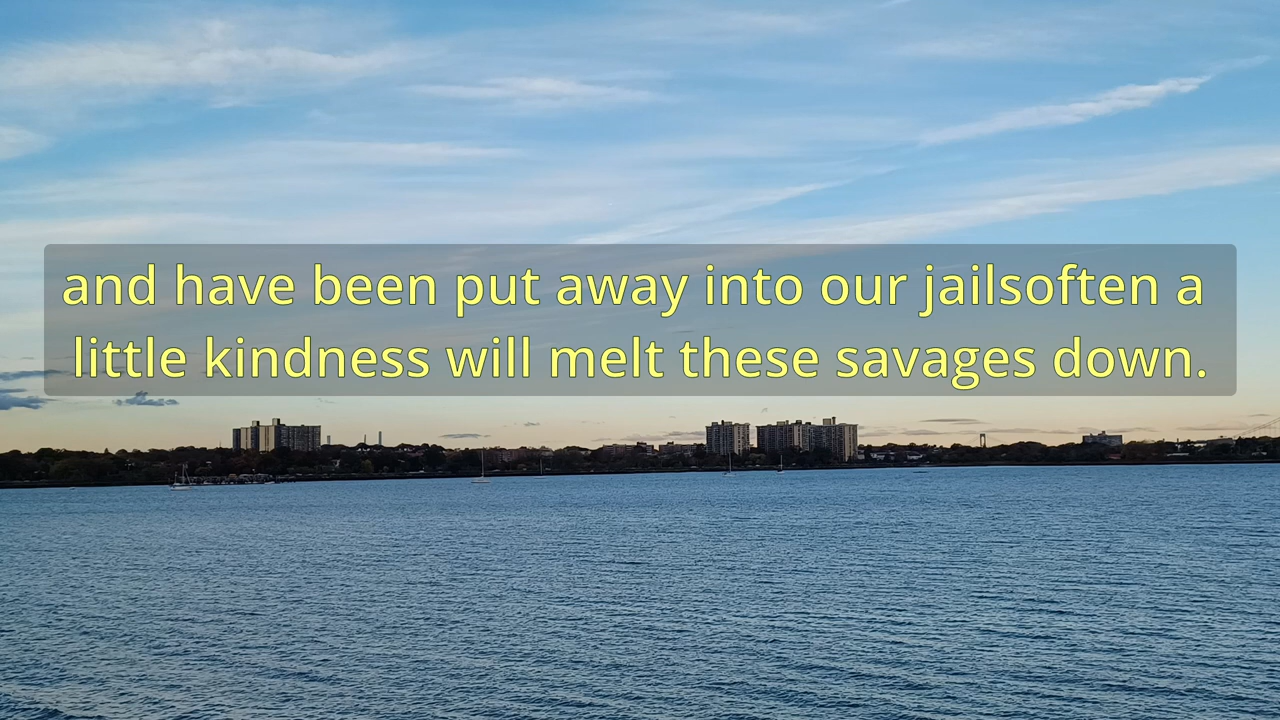 and have been put away into our jailsoften a
little kindness will melt these savages down.